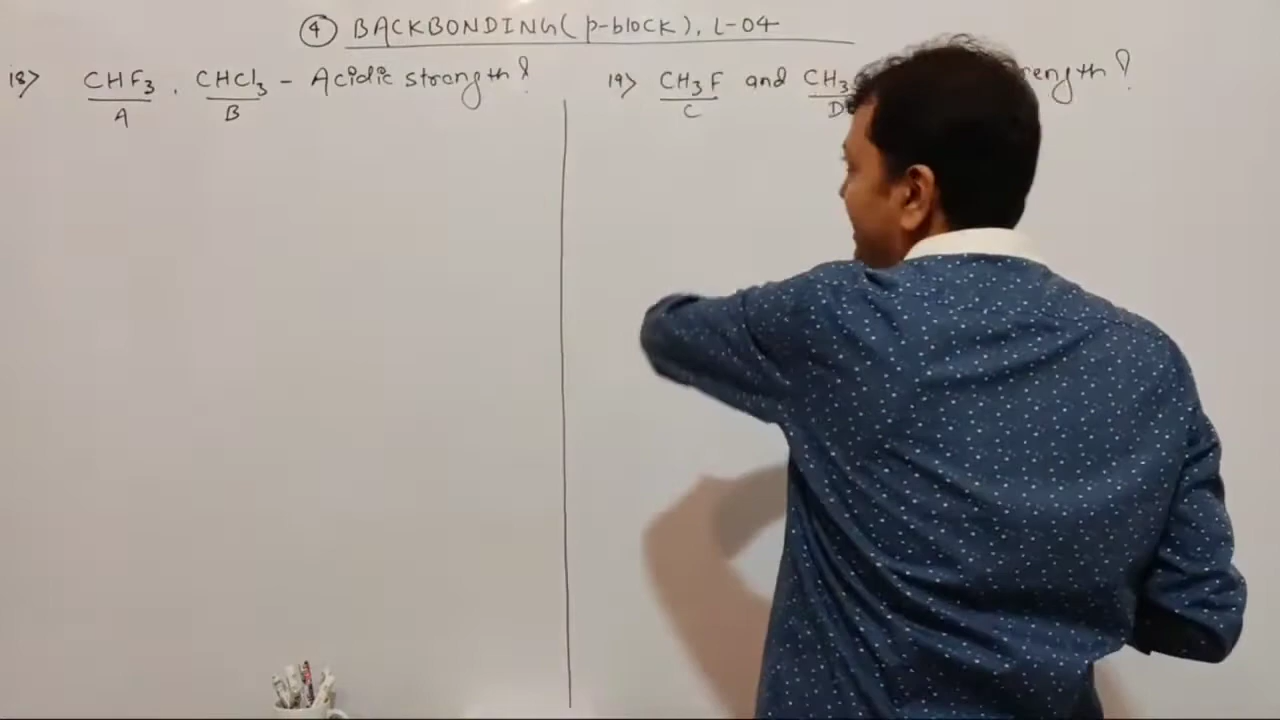 ④ BACKBONDING (p-block), L-04
18> CHF₃, CHCl₃ - Acidic strength?
A B
19> CH₃F and CH₃
C D